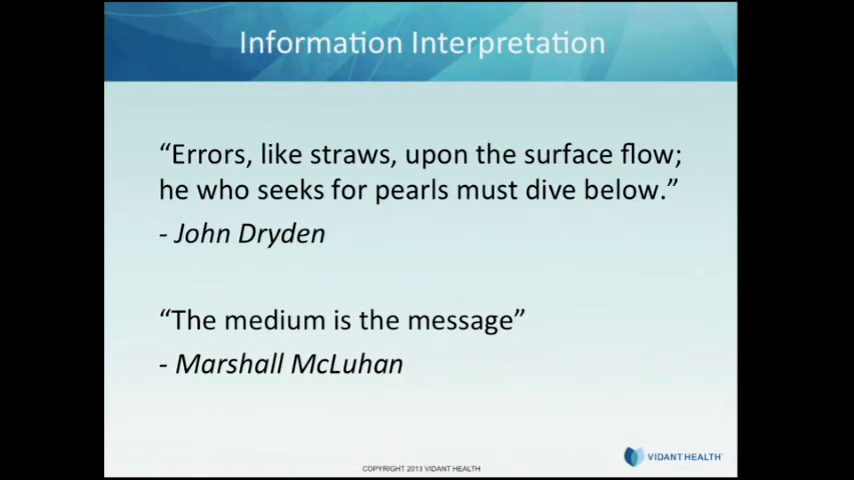 Information Interpretation
“Errors, like straws, upon the surface flow;
he who seeks for pearls must dive below.”
- John Dryden
“The medium is the message”
- Marshall McLuhan
VIDANT HEALTH
COPYRIGHT 2013 VIDANT HEALTH